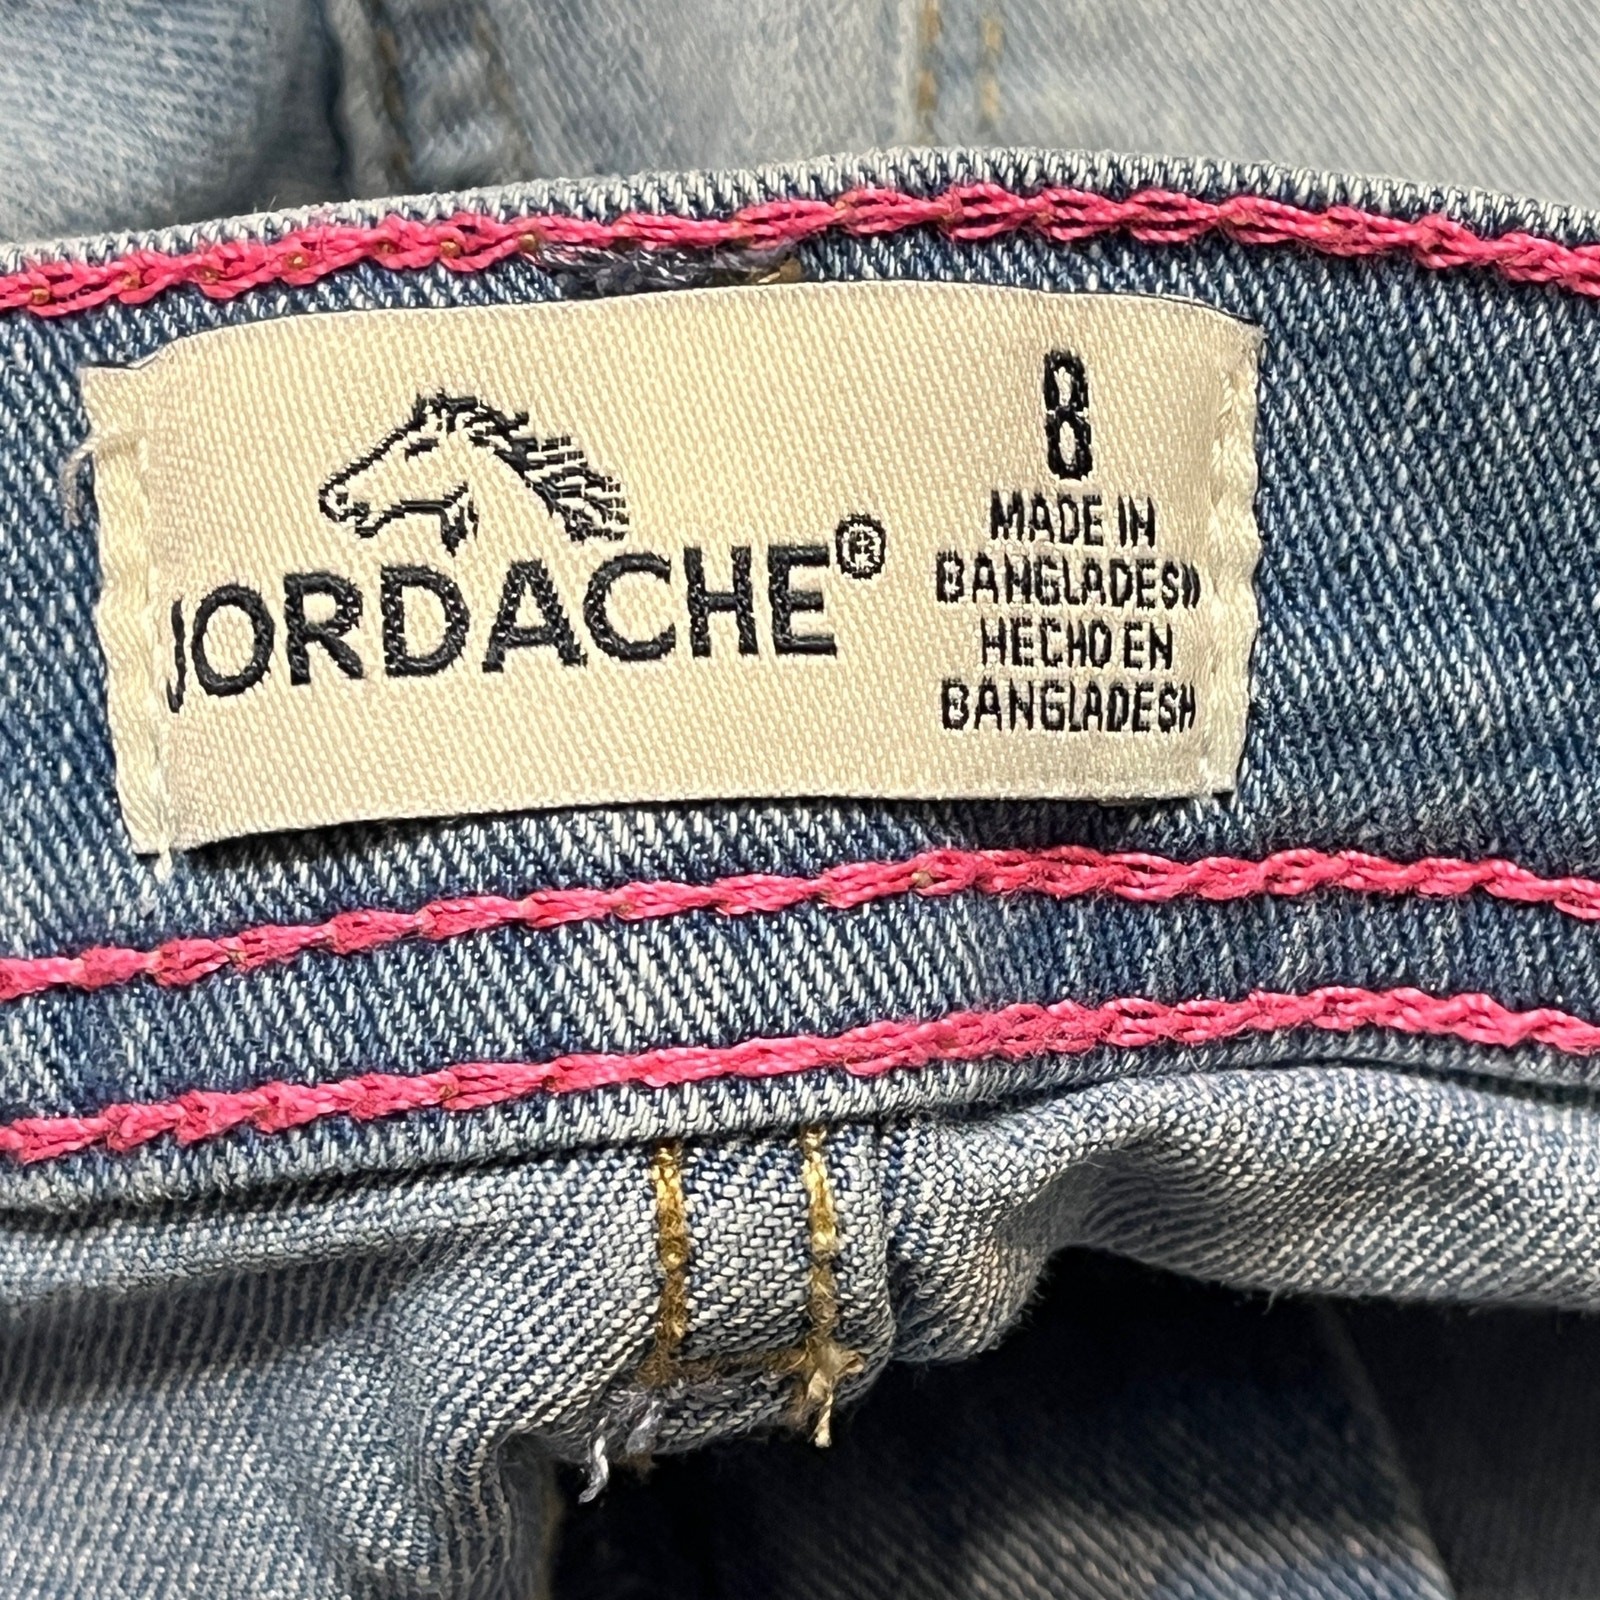 JORDACHE®
8
MADE IN
BANGLADESH
HECHO EN
BANGLADESH